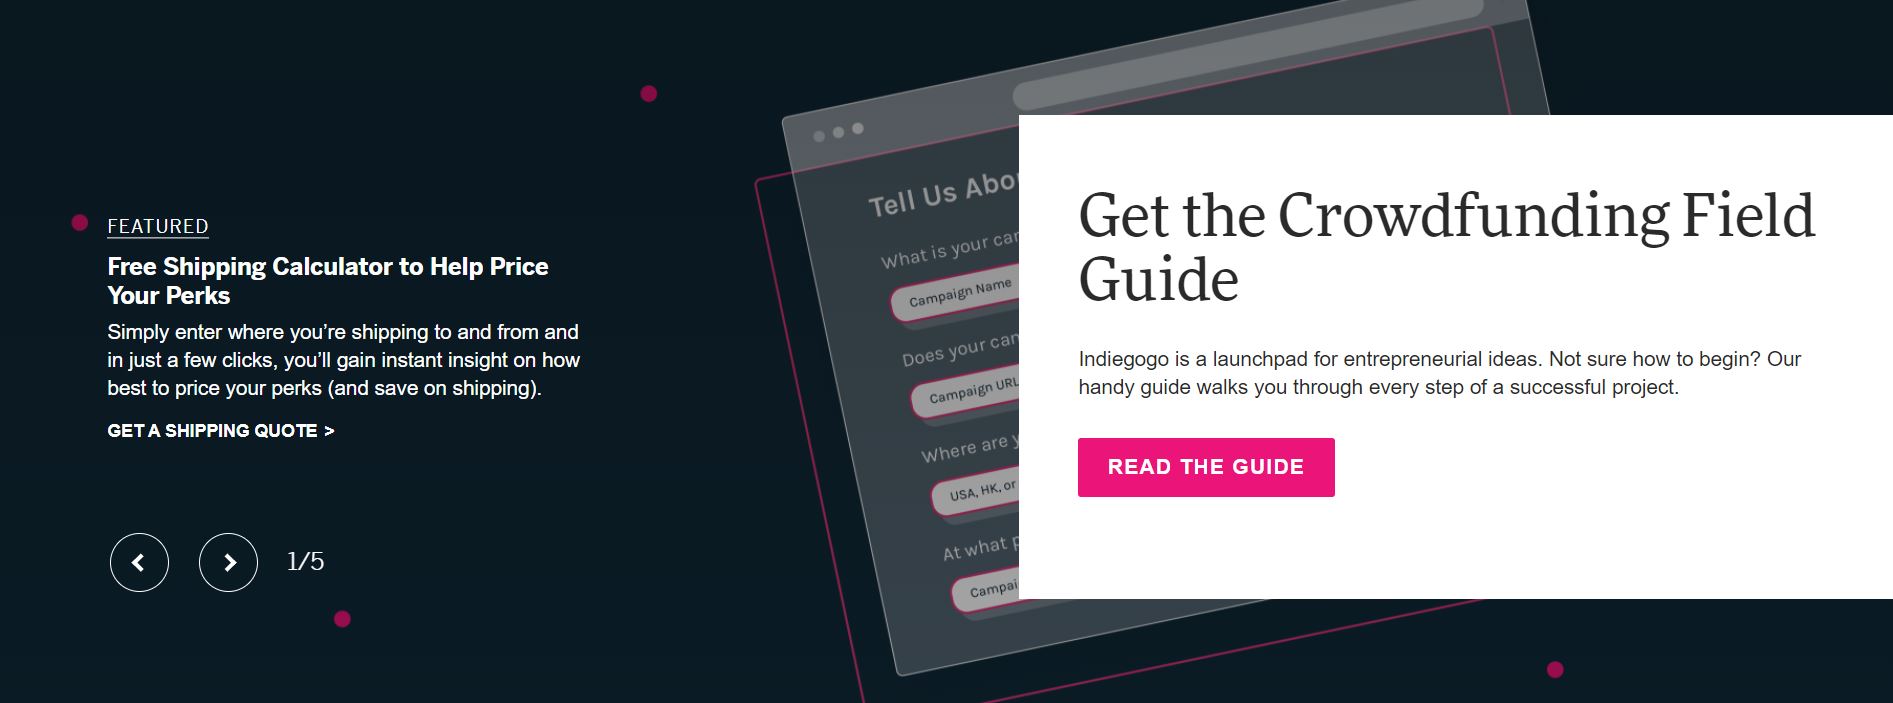 FEATURED
Free Shipping Calculator to Help Price
Your Perks
Simply enter where you’re shipping to and from and
in just a few clicks, you’ll gain instant insight on how
best to price your perks (and save on shipping).
GET A SHIPPING QUOTE >
1/5
Tell Us Abo
What is your ca
Campaign Name
Does your ca
Campaign URL
Where are y
USA, HK, or
At what p
Campai
Get the Crowdfunding Field
Guide
Indiegogo is a launchpad for entrepreneurial ideas. Not sure how to begin? Our
handy guide walks you through every step of a successful project.
READ THE GUIDE